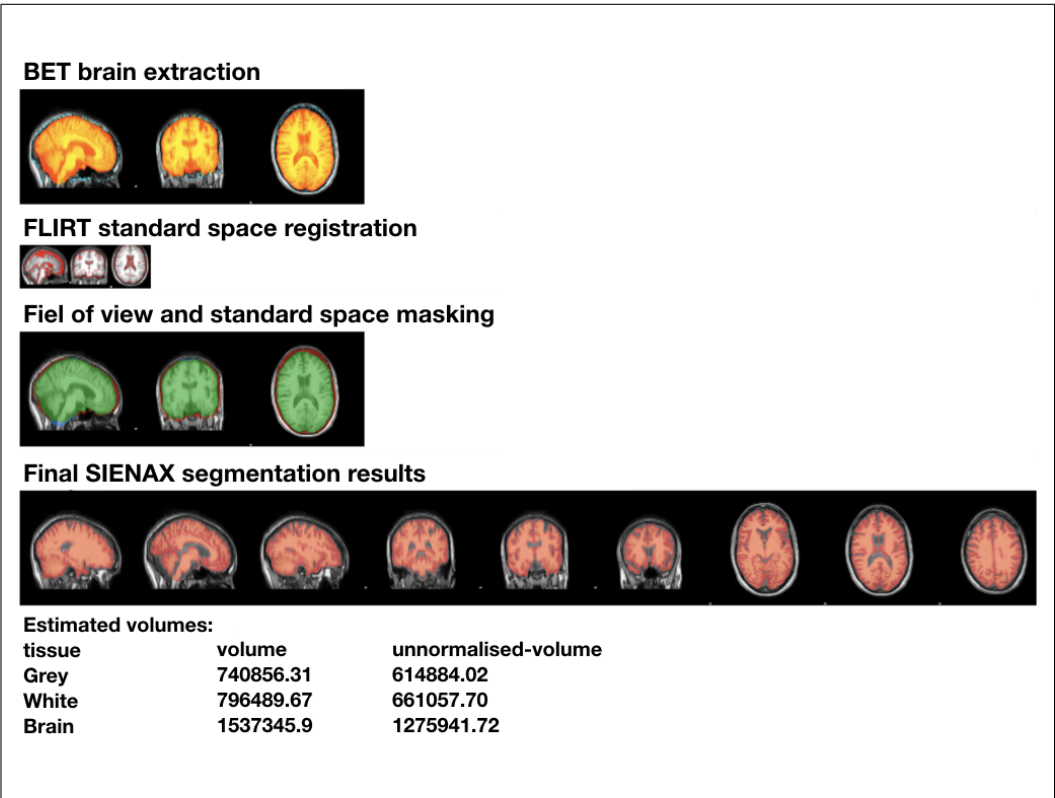 BET brain extraction
FLIRT standard space registration
Fiel of view and standard space masking
Final SIENAX segmentation results
Estimated volumes:
tissue volume unnormalised-volume
Grey 740856.31 614884.02
White 796489.67 661057.70
Brain 1537345.9 1275941.72